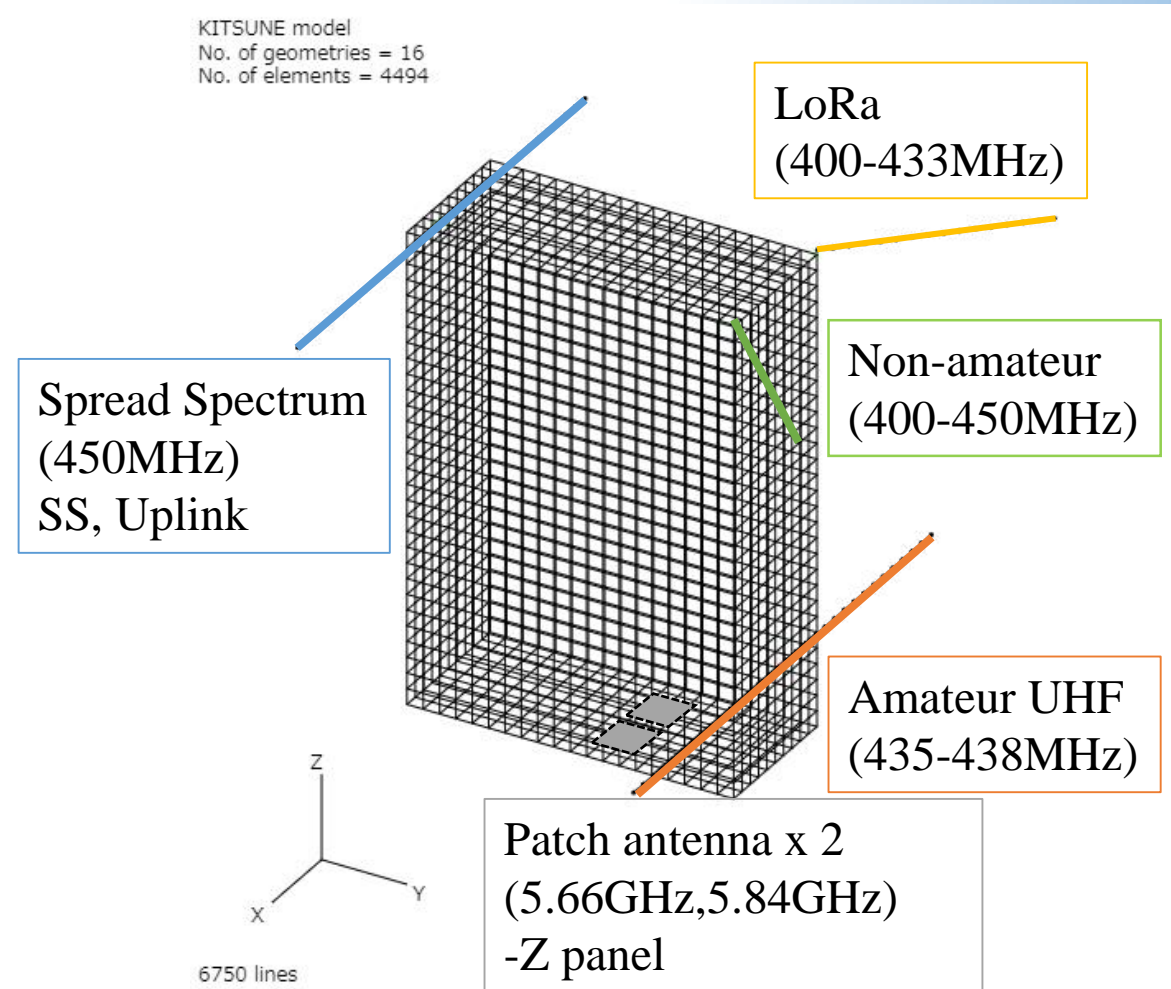 KITSUNE model
No. of geometries = 16
No. of elements = 4494
LoRa
(400-433MHz)
Non-amateur
(400-450MHz)
Spread Spectrum
(450MHz)
SS, Uplink
Amateur UHF
(435-438MHz)
Z
X
Y
Patch antenna x 2
(5.66GHz,5.84GHz)
-Z panel
6750 lines